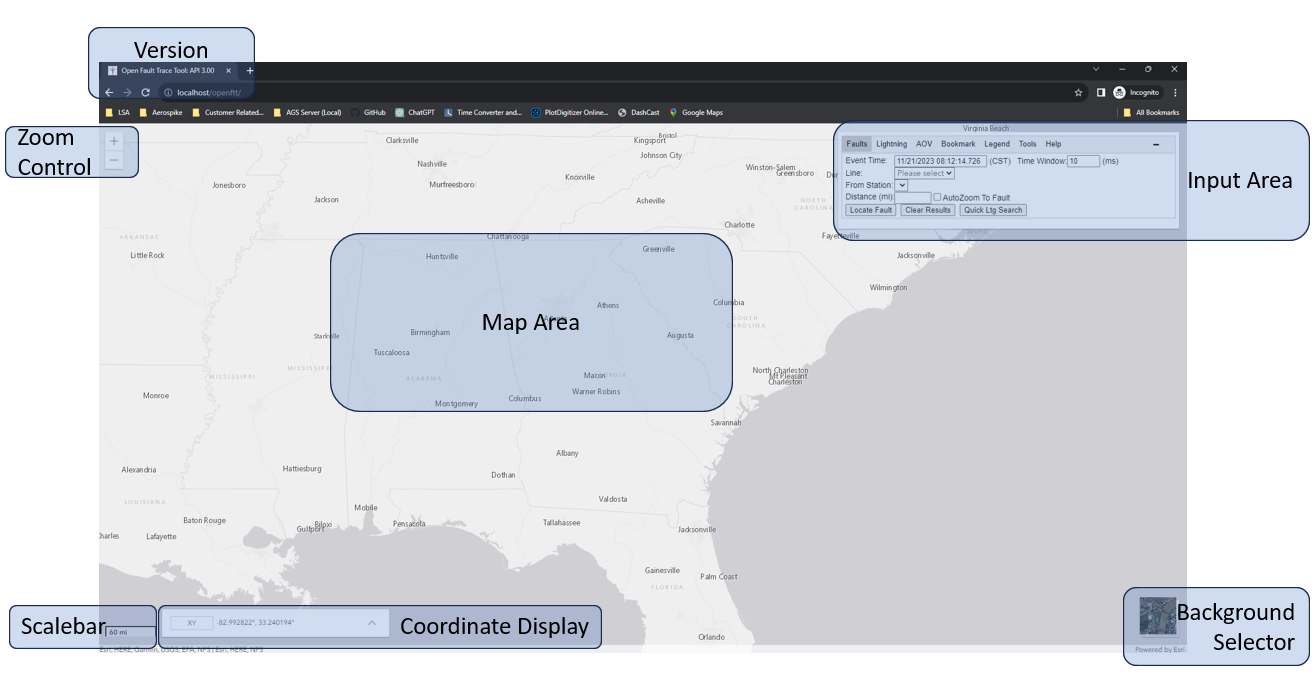 Version
Open Fault Trace Tool: API 3.00
localhost/openftt/
Incognito
LSA
Aerospike
Customer Related...
AGS Server (Local)
GitHub
ChatGPT
Time Converter and...
PlotDigitizer Online...
DashCast
Google Maps
All Bookmarks
Zoom
Control
Virginia Beach
Faults Lightning AOV Bookmark Legend Tools Help
Event Time: 11/21/2023 08:12:14.726 (CST) Time Window: 10 (ms)
Line: Please select
From Station:
Distance (mi): AutoZoom To Fault
Locate Fault Clear Results Quick Ltg Search
Input Area
Clarksville
Kingsport
Bristol
Johnson City
Nashville
Knoxville
Winston-Salem
Greensboro
Jonesboro
Murfreesboro
Jackson
Asheville
NORTH
CAROLINA
Charlotte
Fayetteville
ARKANSAS
Little Rock
Chattanooga
Greenville
Huntsville
Jacksonville
Wilmington
Athens
Columbia
Map Area
Atlanta
SOUTH
CAROLINA
Starkville
Birmingham
Augusta
Tuscaloosa
MISSISSIPPI
MISSISSIPPI
ALABAMA
Macon
North Charleston
Mt Pleasant
Charleston
Monroe
Warner Robins
Columbus
Montgomery
Savannah
Albany
Alexandria
Hattiesburg
Dothan
LOUISIANA
Valdosta
Mobile
Baton Rouge
Biloxi
Gulfport
Pensacola
Tallahassee
Jacksonville
Lafayette
Gainesville
Palm Coast
FLORIDA
Orlando
Scalebar
60 mi
XY -82.992822°, 33.240194°
Coordinate Display
Background
Selector
Esri, HERE, Garmin, USGS, EPA, NPS | Esri, HERE, NPS
Powered by Esri